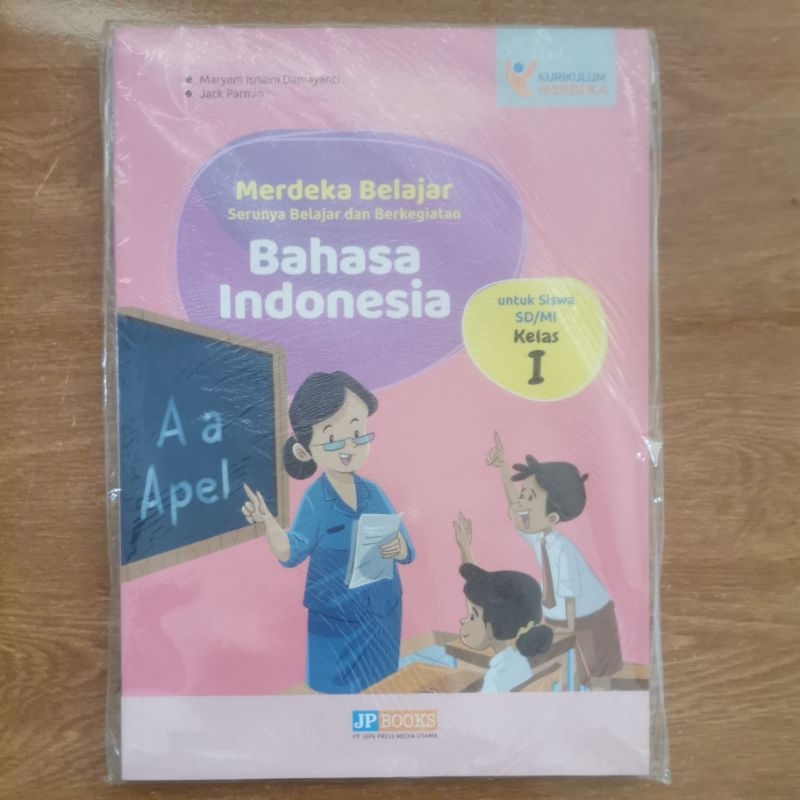 Maryam Isnaini Damayanti
Jack Parmin
KURIKULUM
MERDEKA
Merdeka Belajar
Serunya Belajar dan Berkegiatan
Bahasa
Indonesia
untuk Siswa
SD/MI
Kelas
I
A a
Apel
JP BOOKS
PT JEPE PRESS MEDIA UTAMA